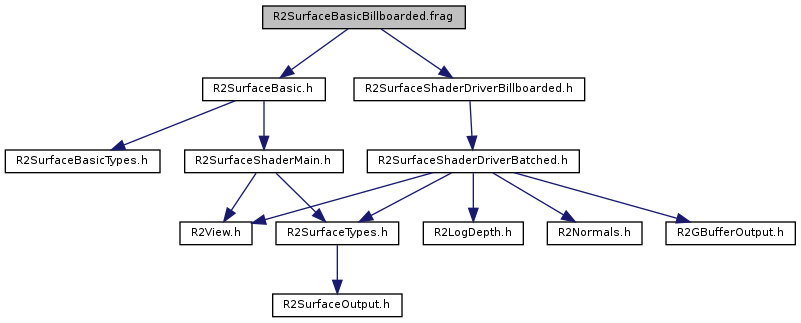 R2SurfaceBasicBillboarded.frag
R2SurfaceBasic.h
R2SurfaceShaderDriverBillboarded.h
R2SurfaceBasicTypes.h
R2SurfaceShaderMain.h
R2SurfaceShaderDriverBatched.h
R2View.h
R2SurfaceTypes.h
R2LogDepth.h
R2Normals.h
R2GBufferOutput.h
R2SurfaceOutput.h